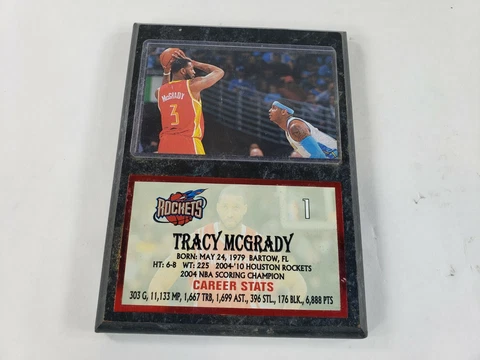 McGRADY
3
ROCKETS
1
TRACY MCGRADY
BORN: MAY 24, 1979 BARTOW, FL
HT: 6-8 WT: 225 2004-'10 HOUSTON ROCKETS
2004 NBA SCORING CHAMPION
CAREER STATS
303 G, 11,133 MP, 1,667 TRB, 1,699 AST., 396 STL., 176 BLK., 6,888 PTS